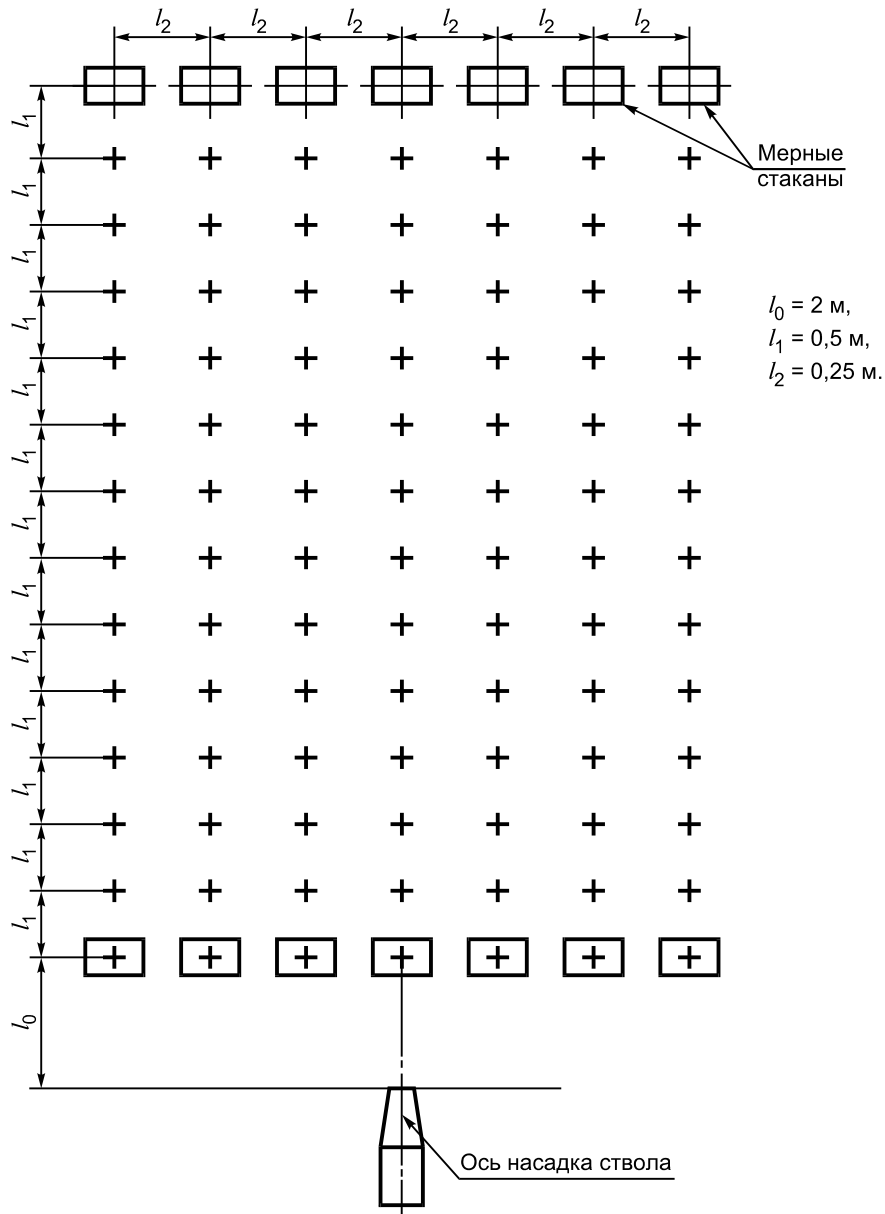 l2 l2 l2 l2 l2 l2
l1
Мерные
стаканы
l1
l1
l0 = 2 м,
l1 = 0,5 м,
l2 = 0,25 м.
l1
l1
l1
l1
l1
l1
l1
l1
l1
l1
l0
Ось насадка ствола